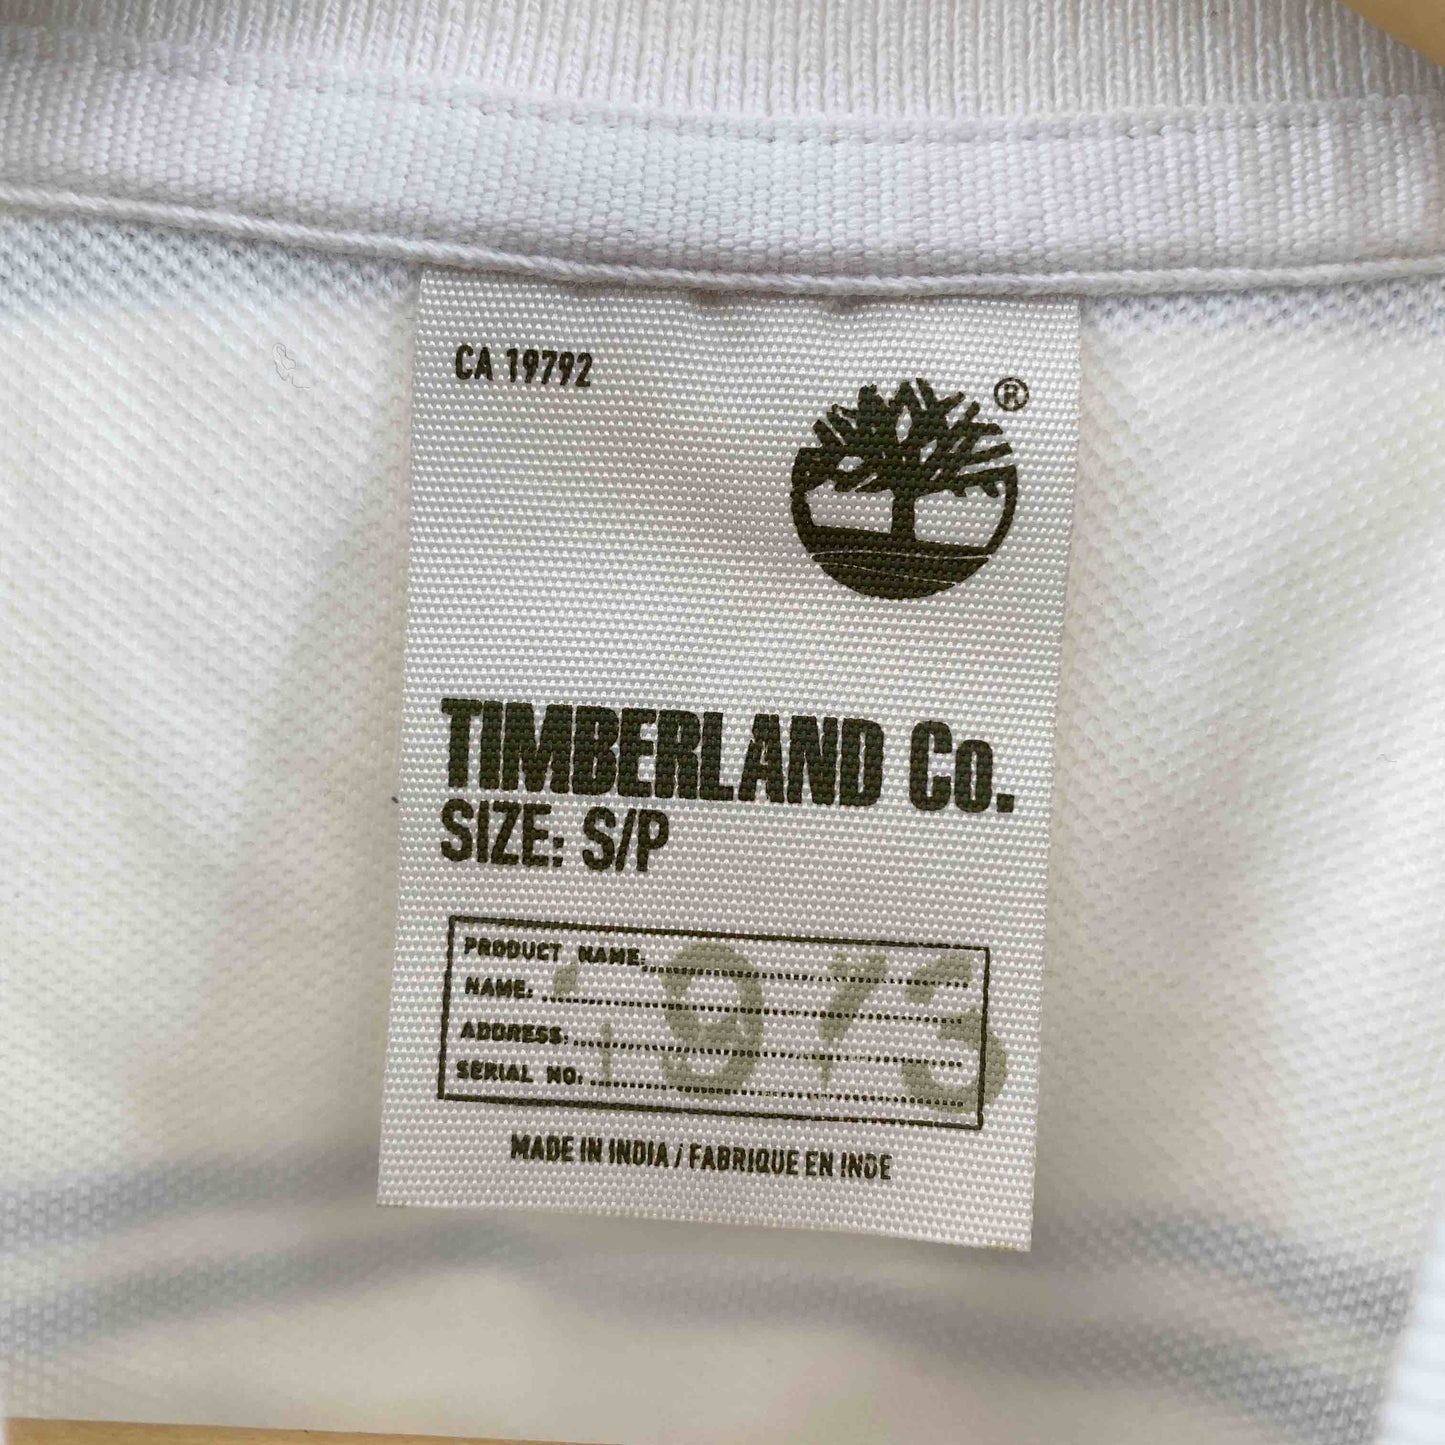 CA 19792
®
TIMBERLAND Co.
SIZE: S/P
1973
PRODUCT NAME:
NAME:
ADDRESS:
SERIAL NO:
MADE IN INDIA / FABRIQUE EN INDE